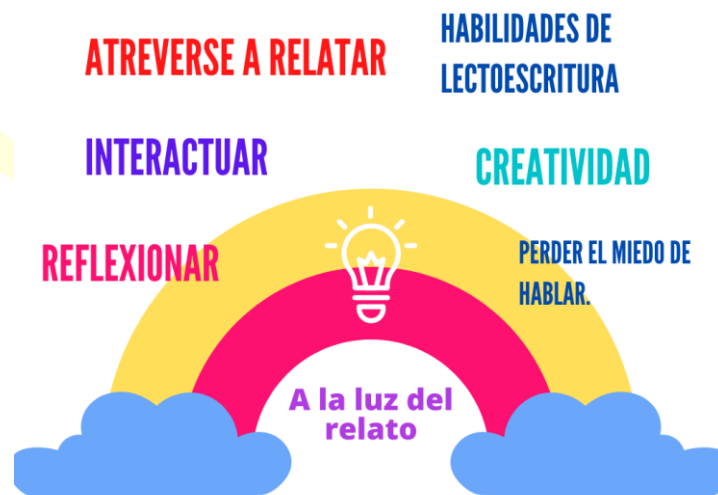 ATREVERSE A RELATAR
HABILIDADES DE
LECTOESCRITURA
INTERACTUAR
CREATIVIDAD
REFLEXIONAR
PERDER EL MIEDO DE
HABLAR.
A la luz del
relato